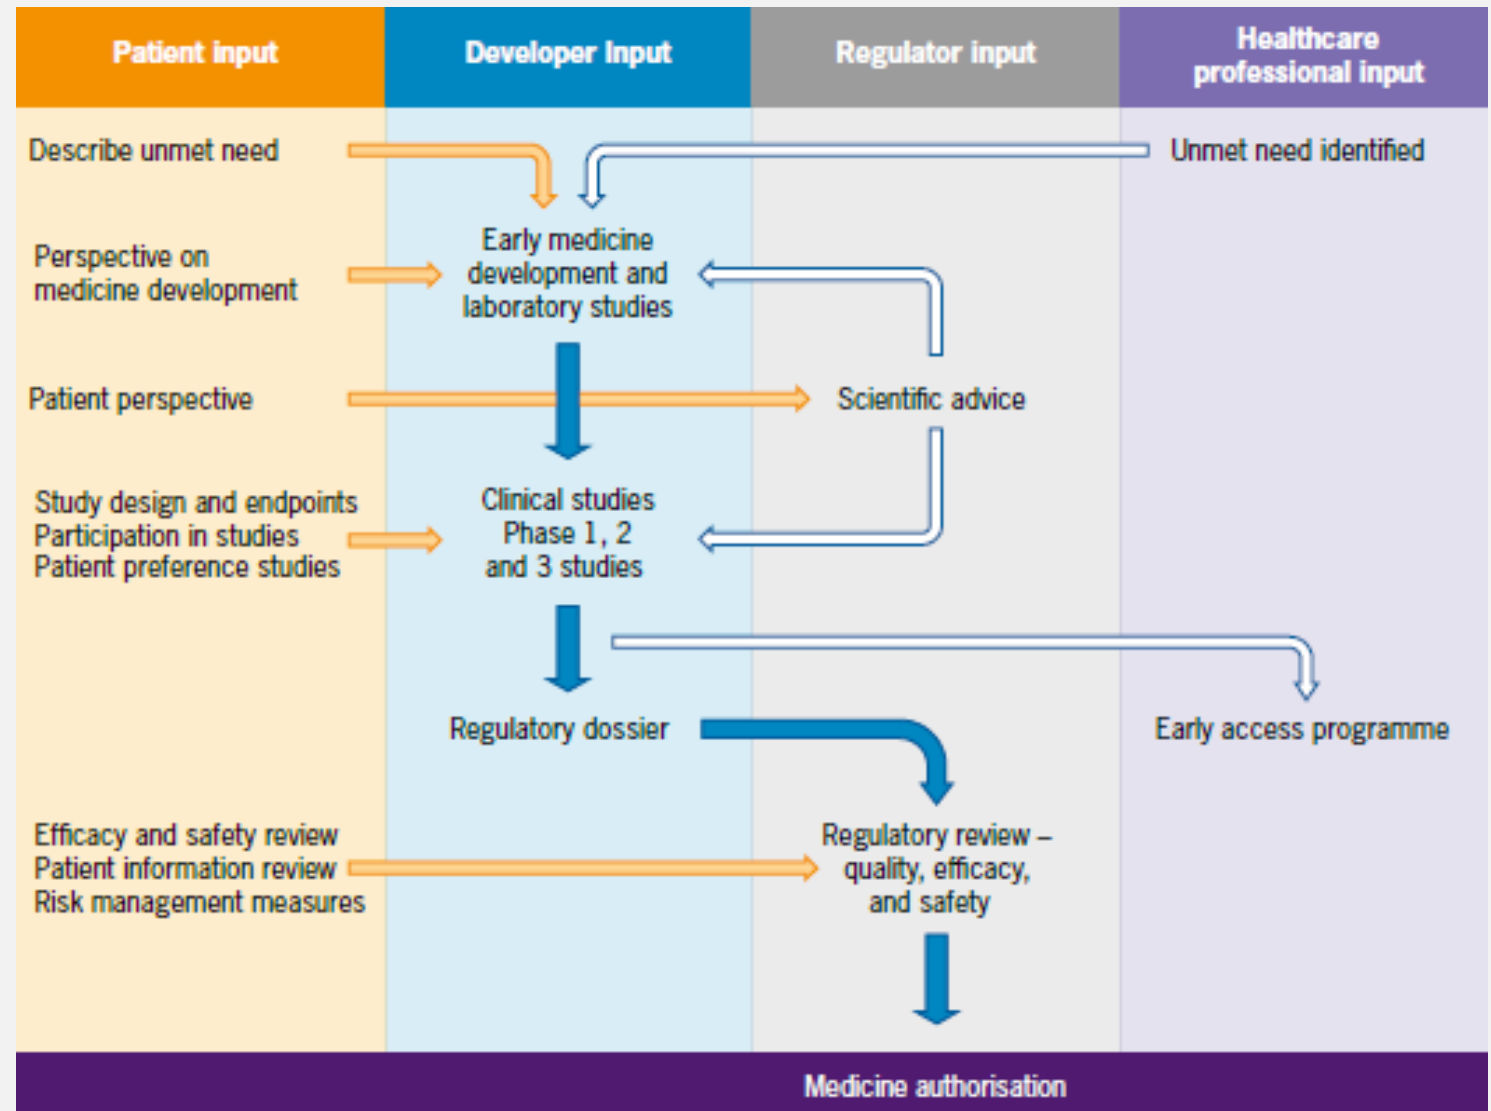 Patient input
Developer Input
Regulator input
Healthcare
professional input
Describe unmet need
Unmet need identified
Perspective on
medicine development
Early medicine
development and
laboratory studies
Patient perspective
Scientific advice
Study design and endpoints
Participation in studies
Patient preference studies
Clinical studies
Phase 1, 2
and 3 studies
Regulatory dossier
Early access programme
Efficacy and safety review
Patient information review
Risk management measures
Regulatory review –
quality, efficacy,
and safety
Medicine authorisation